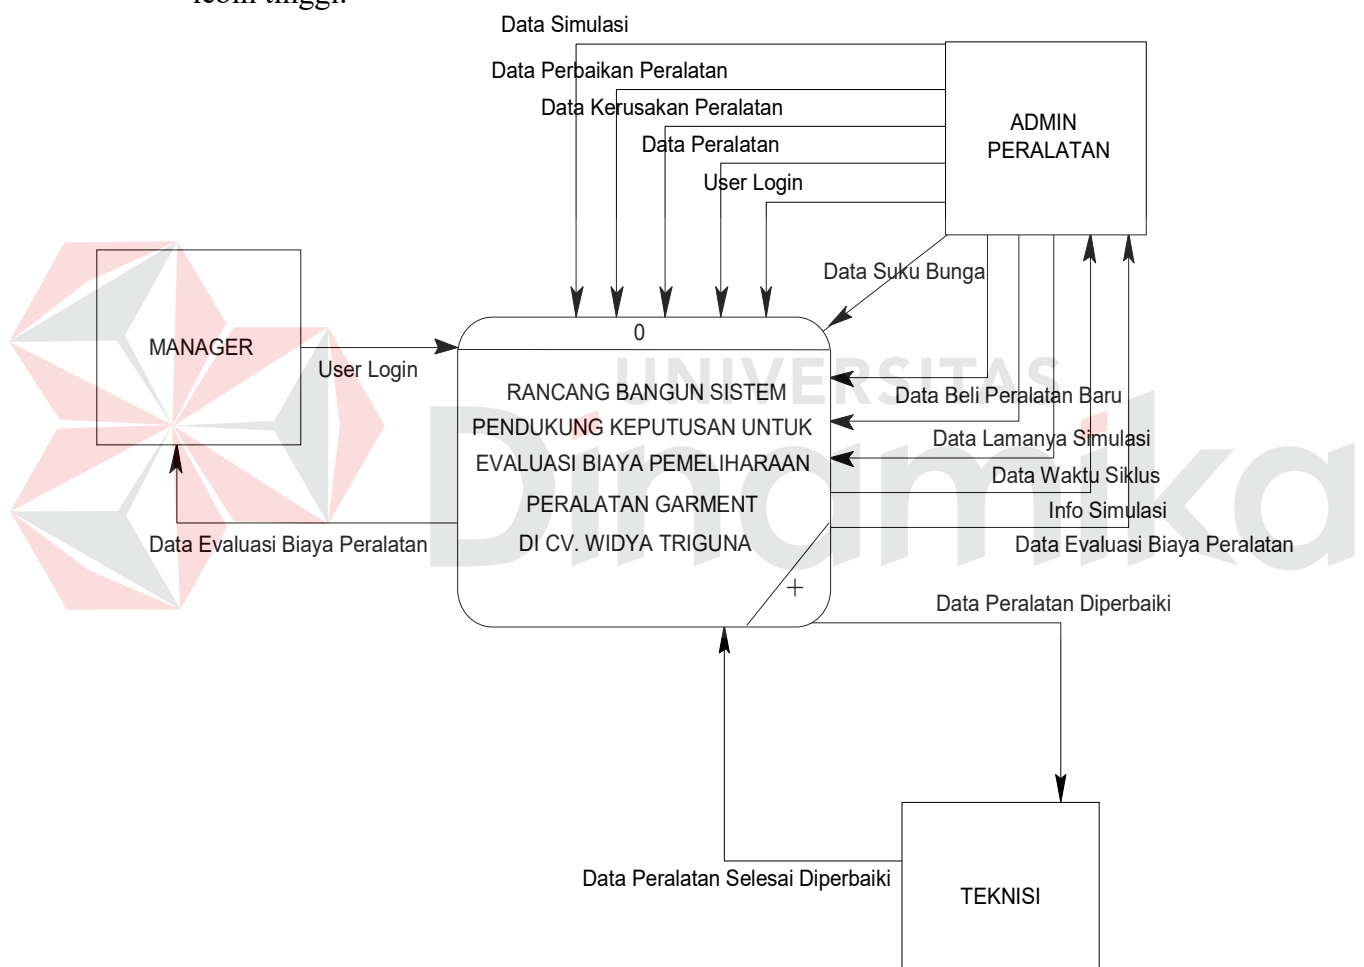 Data Simulasi
Data Perbaikan Peralatan
Data Kerusakan Peralatan
Data Peralatan
User Login
ADMIN
PERALATAN
Data Suku Bunga
MANAGER
User Login
0
RANCANG BANGUN SISTEM
PENDUKUNG KEPUTUSAN UNTUK
EVALUASI BIAYA PEMELIHARAAN
PERALATAN GARMENT
DI CV. WIDYA TRIGUNA
+
UNIVERSITAS
Dinamika
Data Beli Peralatan Baru
Data Lamanya Simulasi
Data Waktu Siklus
Info Simulasi
Data Evaluasi Biaya Peralatan
Data Evaluasi Biaya Peralatan
Data Peralatan Diperbaiki
Data Peralatan Selesai Diperbaiki
TEKNISI